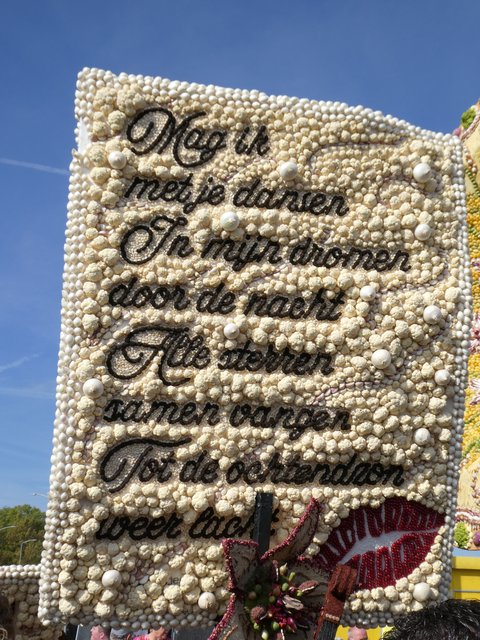 Mag ik
met je dansen
In mijn dromen
door de nacht
Alle sterren
samen vangen
Tot de ochtendzon
weer lacht